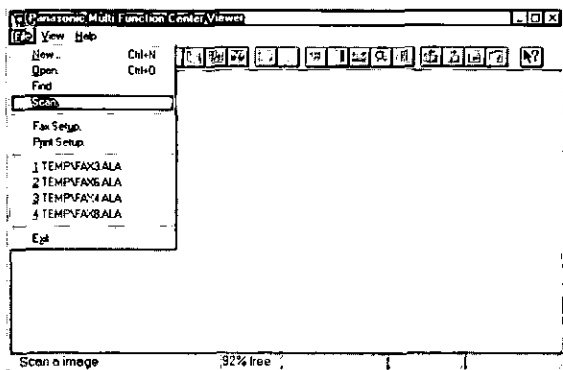 Panasonic Multi Function Center Viewer
File View Help
New... Ctrl+N
Open. Ctrl+O
Find
Scan.
Fax Setup.
Print Setup.
1 TEMP\FAX3.ALA
2 TEMP\FAX6.ALA
3 TEMP\FAX4.ALA
4 TEMP\FAX8.ALA
Exit
Scan a image 92% free